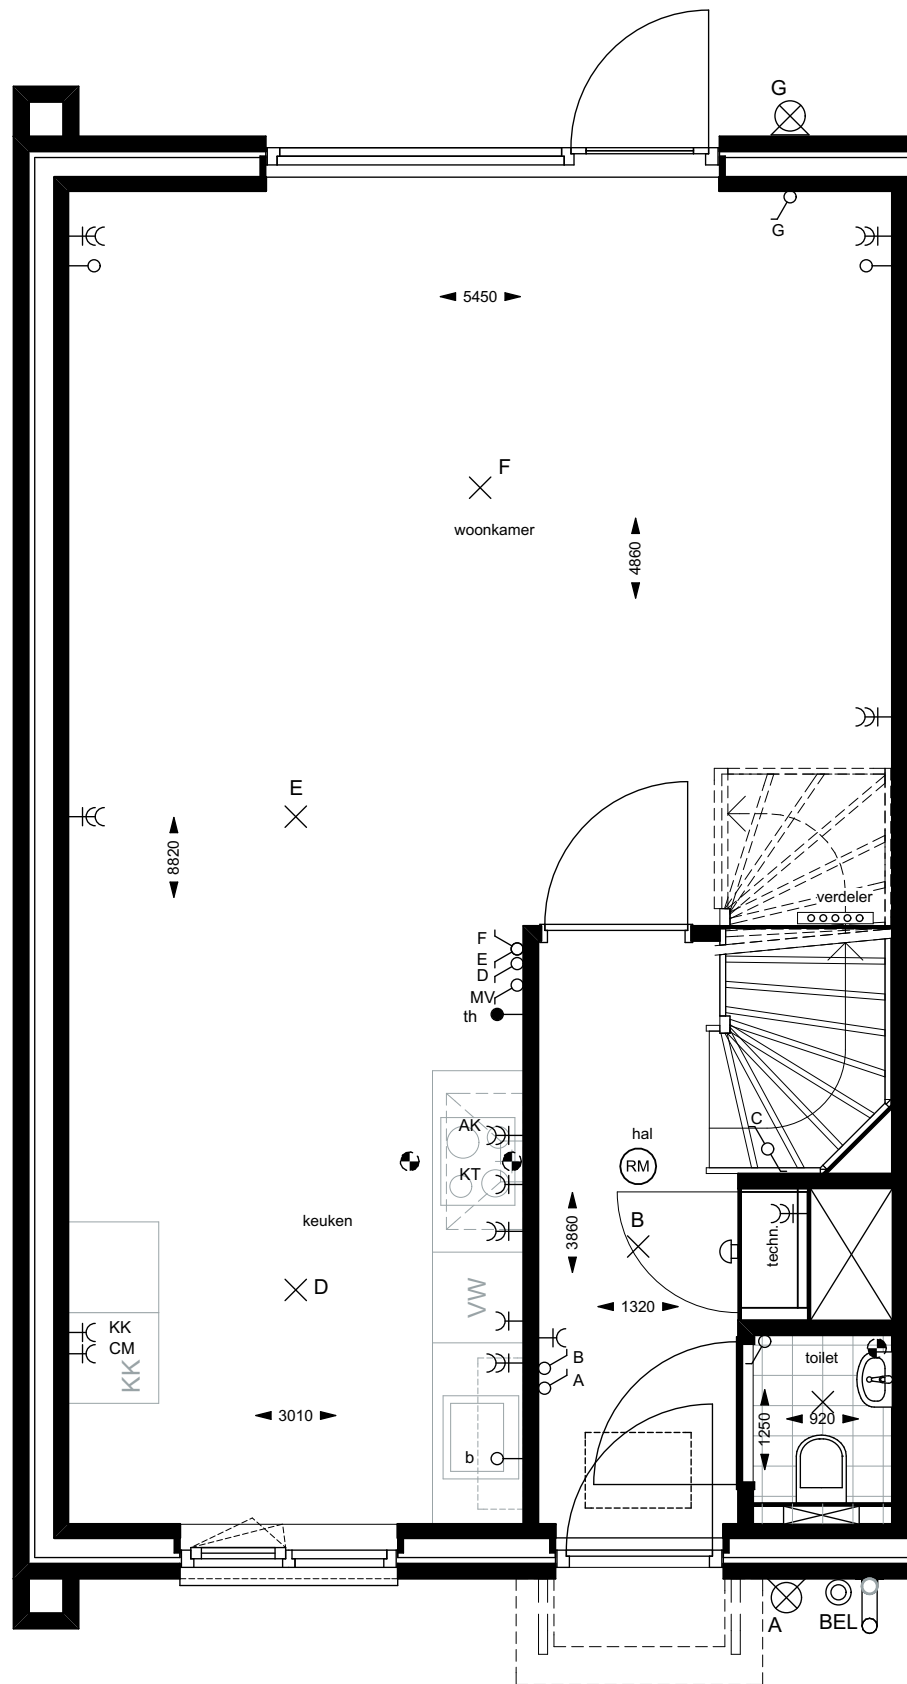 G
G
5450
F
woonkamer
4860
E
8820
verdeler
F
E
D
MV
th
AK
C
hal
RM
KT
keuken
B
3860
techn.
D
VW
1320
KK
CM
KK
B
A
toilet
3010
1250
920
b
A
BEL